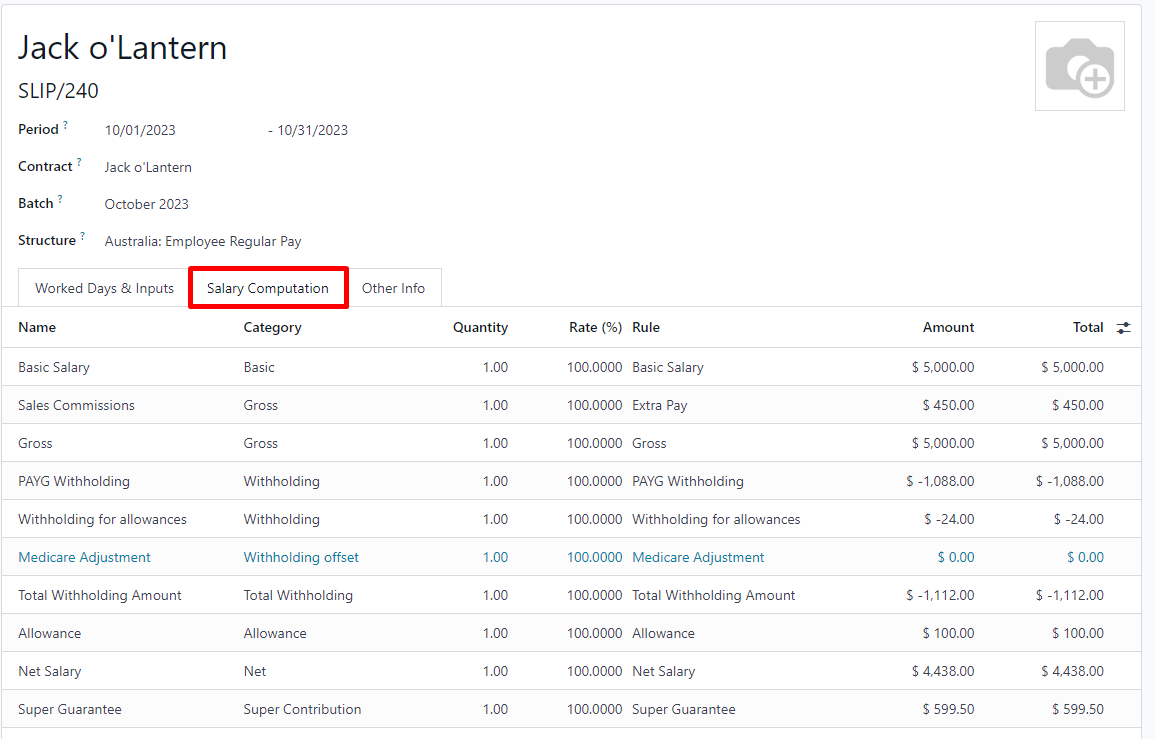 Jack o'Lantern
SLIP/240
Period ? 10/01/2023 - 10/31/2023
Contract ? Jack o'Lantern
Batch ? October 2023
Structure ? Australia: Employee Regular Pay
Worked Days & Inputs Salary Computation Other Info
Name Category Quantity Rate (%) Rule Amount Total
Basic Salary Basic 1.00 100.0000 Basic Salary $ 5,000.00 $ 5,000.00
Sales Commissions Gross 1.00 100.0000 Extra Pay $ 450.00 $ 450.00
Gross Gross 1.00 100.0000 Gross $ 5,000.00 $ 5,000.00
PAYG Withholding Withholding 1.00 100.0000 PAYG Withholding $ -1,088.00 $ -1,088.00
Withholding for allowances Withholding 1.00 100.0000 Withholding for allowances $ -24.00 $ -24.00
Medicare Adjustment Withholding offset 1.00 100.0000 Medicare Adjustment $ 0.00 $ 0.00
Total Withholding Amount Total Withholding 1.00 100.0000 Total Withholding Amount $ -1,112.00 $ -1,112.00
Allowance Allowance 1.00 100.0000 Allowance $ 100.00 $ 100.00
Net Salary Net 1.00 100.0000 Net Salary $ 4,438.00 $ 4,438.00
Super Guarantee Super Contribution 1.00 100.0000 Super Guarantee $ 599.50 $ 599.50